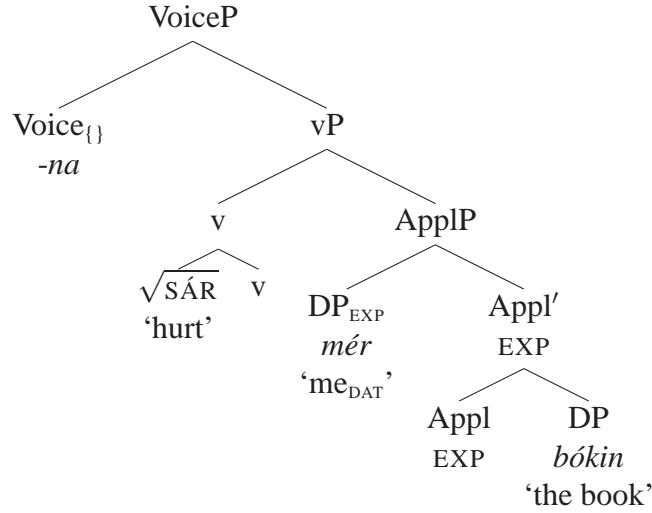 VoiceP
Voice{} vP
-na
v ApplP
√SÁR v DPEXP Appl′
‘hurt’ mér EXP
‘meDAT’
Appl DP
EXP bókin
‘the book’